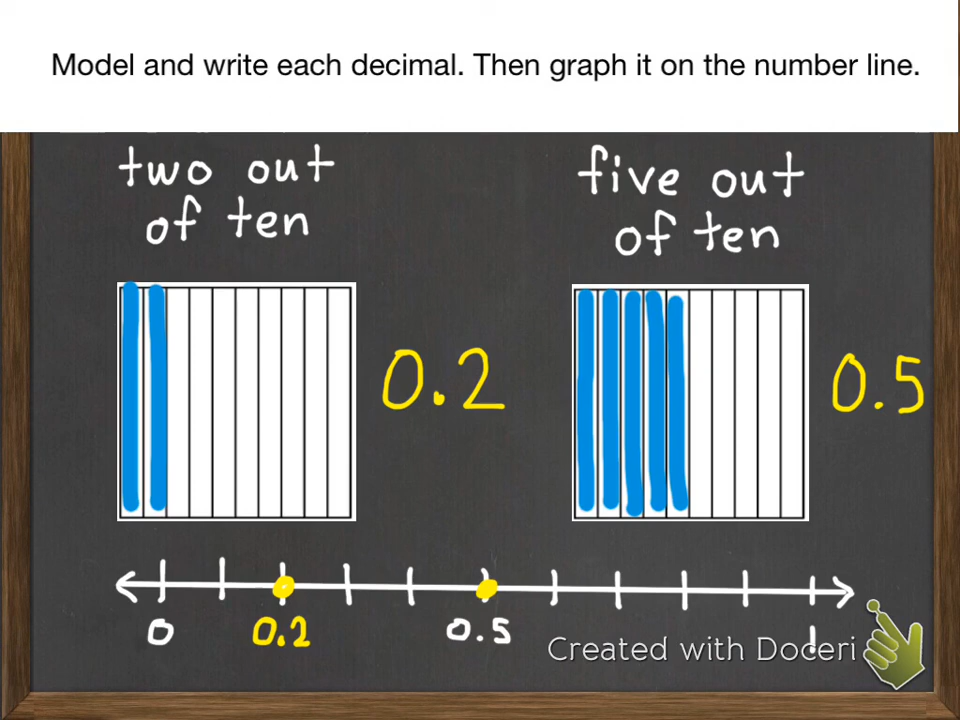 Model and write each decimal. Then graph it on the number line.
two out
of ten
five out
of ten
0.2
0.5
0
0.2
0.5
1
Created with Doceri